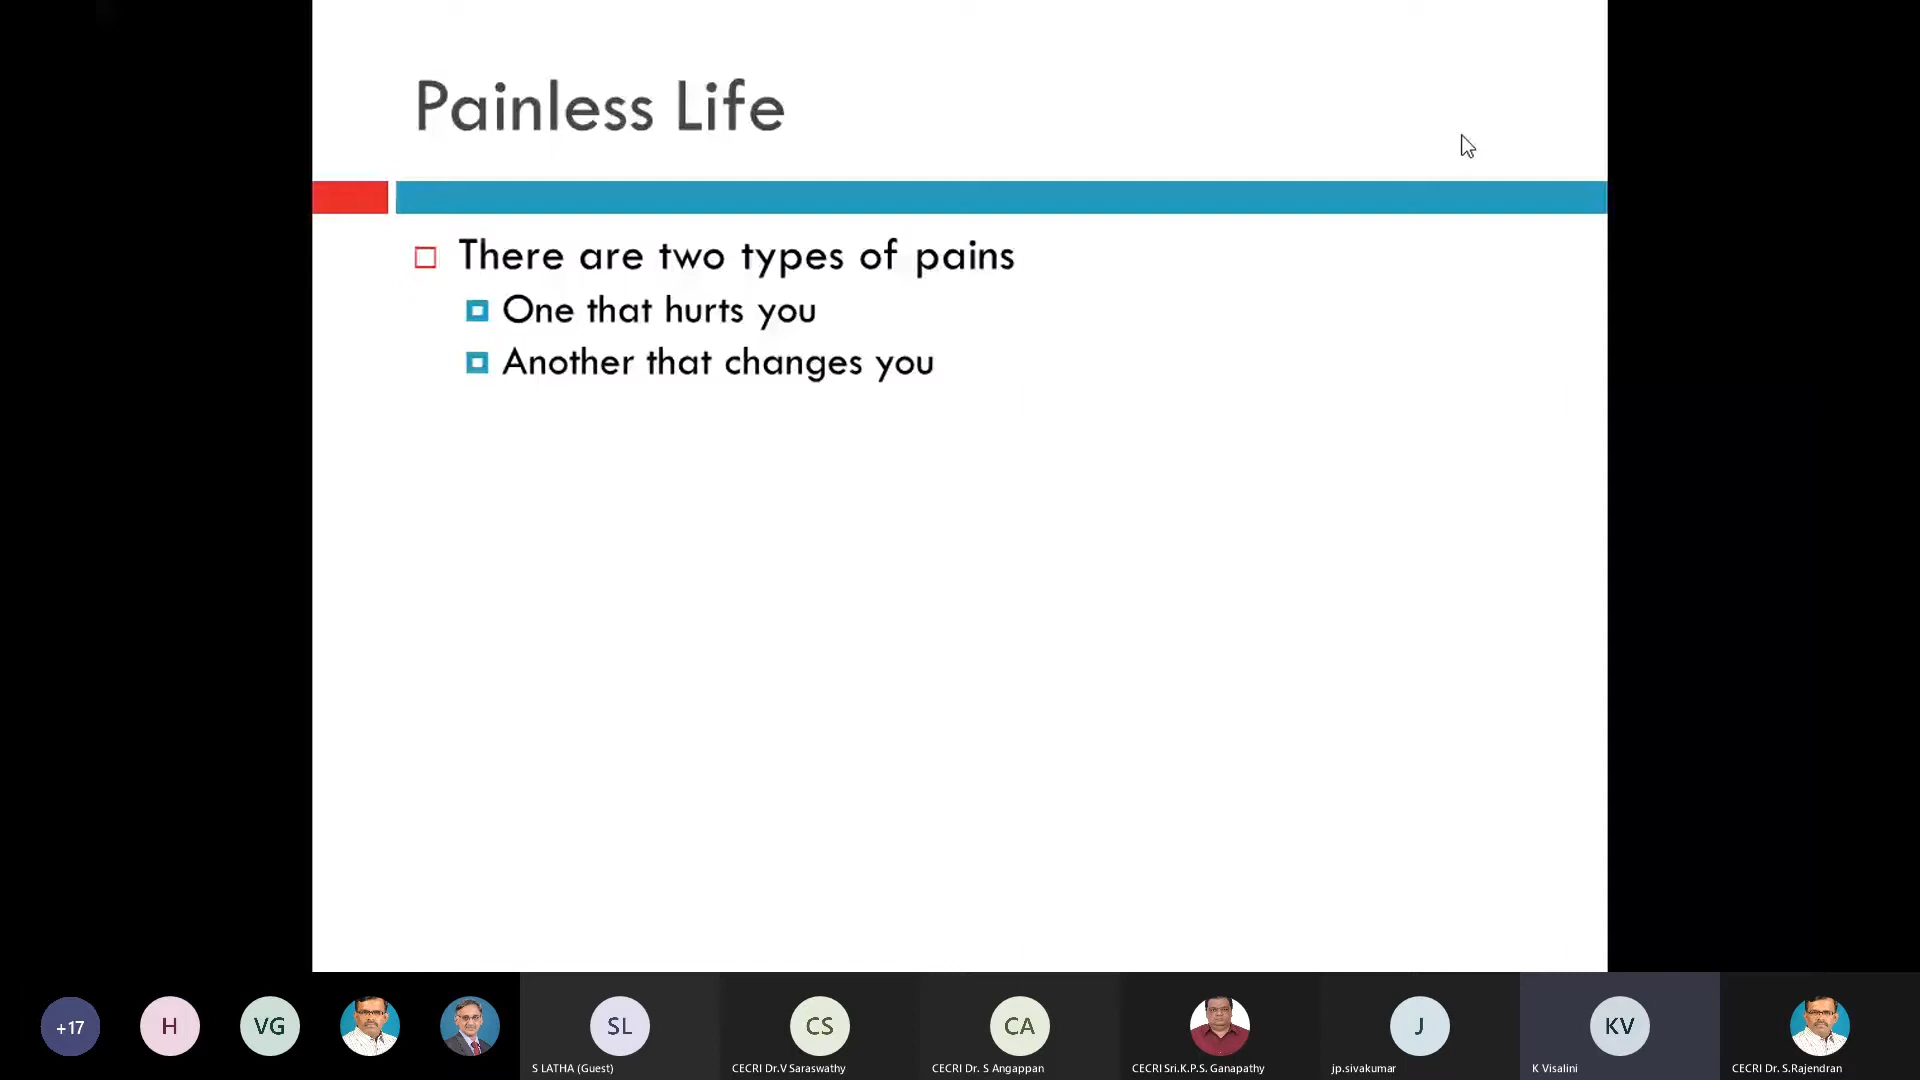 Painless Life
There are two types of pains
One that hurts you
Another that changes you
+17
H
VG
SL
CS
CA
J
KV
S LATHA (Guest)
CECRI Dr.V Saraswathy
CECRI Dr. S Angappan
CECRI Sri.K.P.S. Ganapathy
jp.sivakumar
K Visalini
CECRI Dr. S.Rajendran